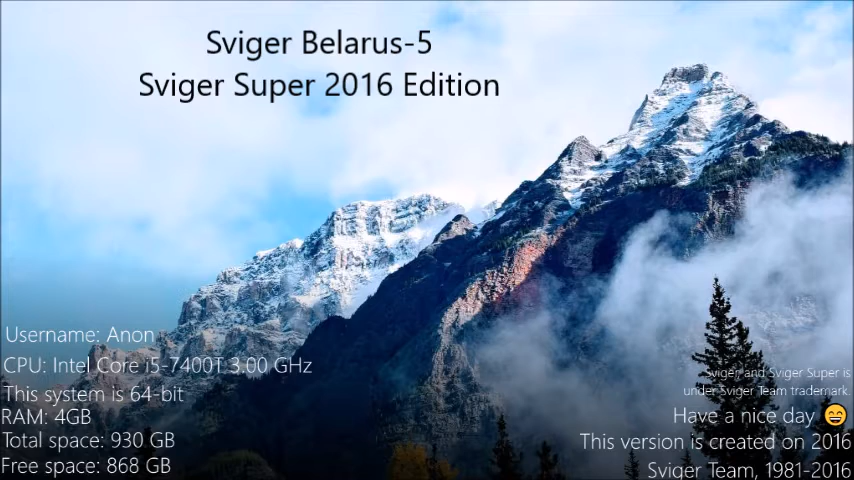 Sviger Belarus-5
Sviger Super 2016 Edition
Username: Anon
CPU: Intel Core i5-7400T 3.00 GHz
This system is 64-bit
RAM: 4GB
Total space: 930 GB
Free space: 868 GB
Sviger, and Sviger Super is
under Sviger Team trademark.
Have a nice day 😄
This version is created on 2016
Sviger Team, 1981-2016